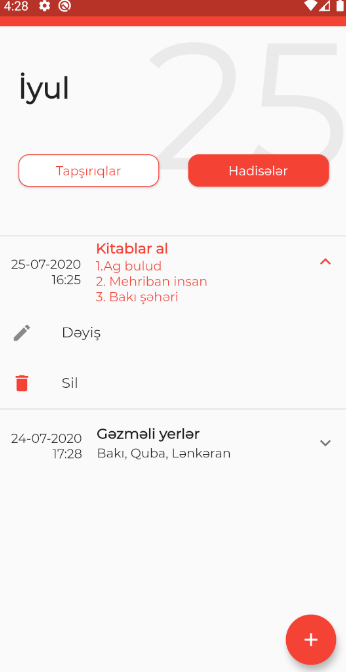 4:28
25
İyul
Tapşırıqlar
Hadisələr
25-07-2020
16:25
Kitablar al
1.Ag bulud
2. Mehriban insan
3. Bakı şəhəri
Dəyiş
Sil
24-07-2020
17:28
Gəzməli yerlər
Bakı, Quba, Lənkəran